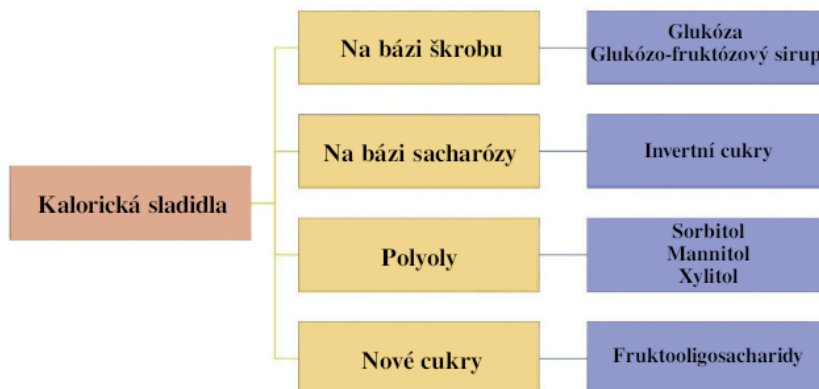 Kalorická sladidla
Na bázi škrobu
Glukóza
Glukózo-fruktózový sirup
Na bázi sacharózy
Invertní cukry
Polyoly
Sorbitol
Mannitol
Xylitol
Nové cukry
Fruktooligosacharidy